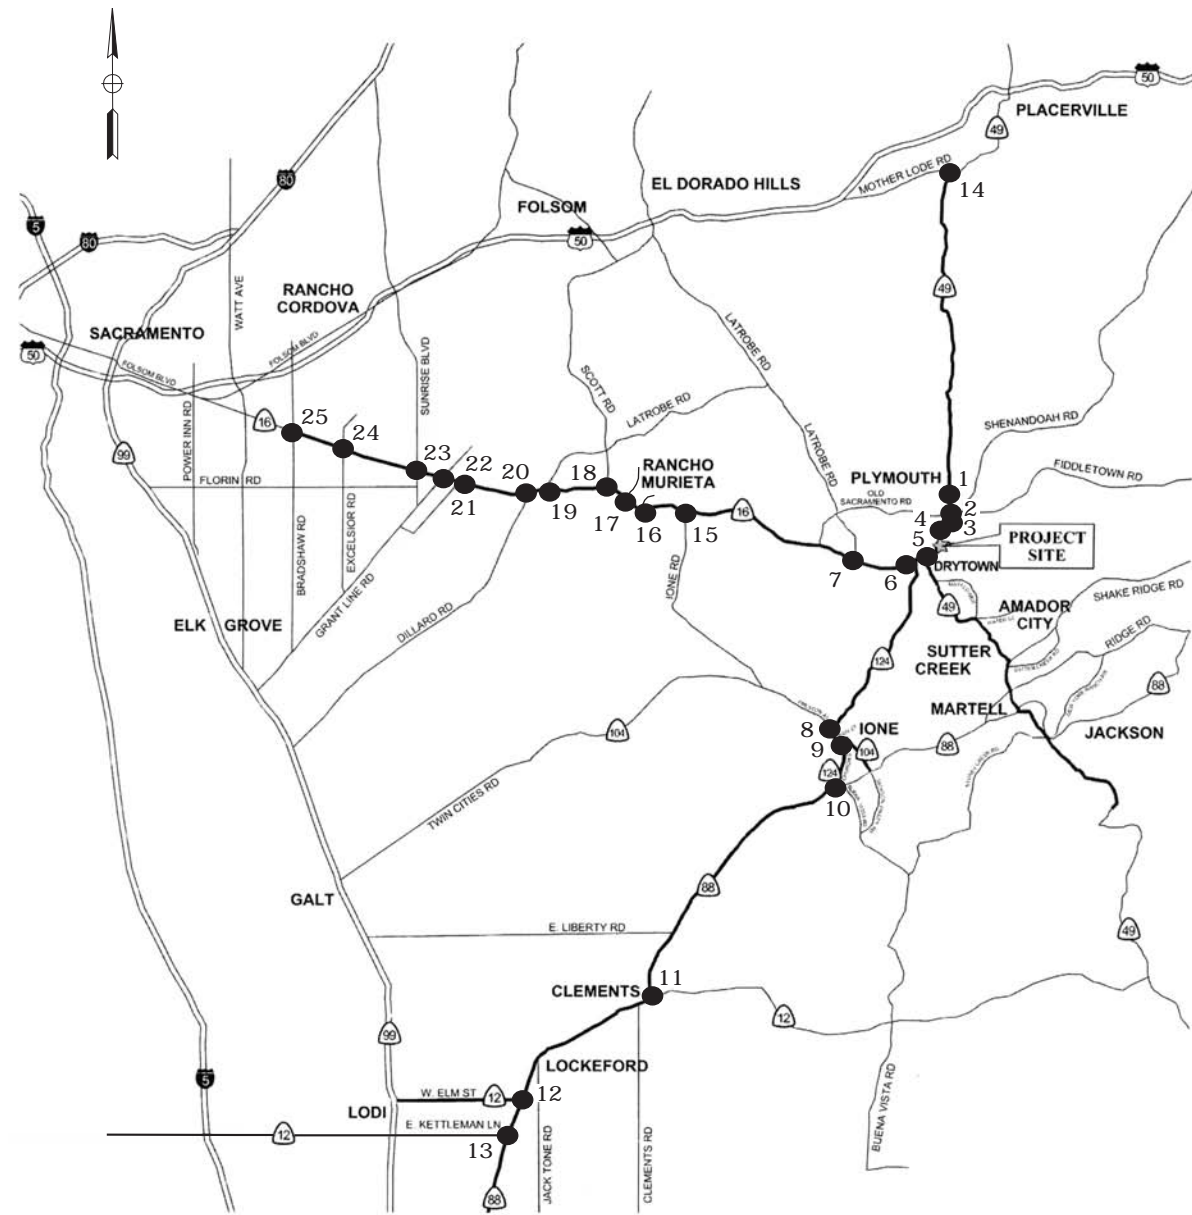 50
PLACERVILLE
49
MOTHER LODE RD
14
EL DORADO HILLS
80
FOLSOM
5
80
50
RANCHO
CORDOVA
49
WATT AVE
SACRAMENTO
FOLSOM BLVD
LATROBE RD
50
FOLSOM BLVD
SUNRISE BLVD
SCOTT RD
LATROBE RD
POWER INN RD
16
25
24
SHENANDOAH RD
LATROBE RD
99
23
22
20
18
RANCHO
MURIETA
PLYMOUTH
1
FIDDLETOWN RD
FLORIN RD
OLD
SACRAMENTO RD
21
19
17
16
15
16
4
2
3
EXCELSIOR RD
BRADSHAW RD
PROJECT
SITE
5
DRYTOWN
7
6
IONE RD
GRANT LINE RD
DILLARD RD
SHAKE RIDGE RD
49
AMADOR
CITY
ELK GROVE
RIDGE RD
SUTTER
CREEK
124
88
MARTELL
104
8
IONE
JACKSON
9
104
88
124
10
TWIN CITIES RD
88
GALT
E. LIBERTY RD
49
11
CLEMENTS
12
99
LOCKEFORD
5
W. ELM ST
12
12
LODI
E. KETTLEMAN LN
12
13
JACK TONE RD
CLEMENTS RD
BUENA VISTA RD
88